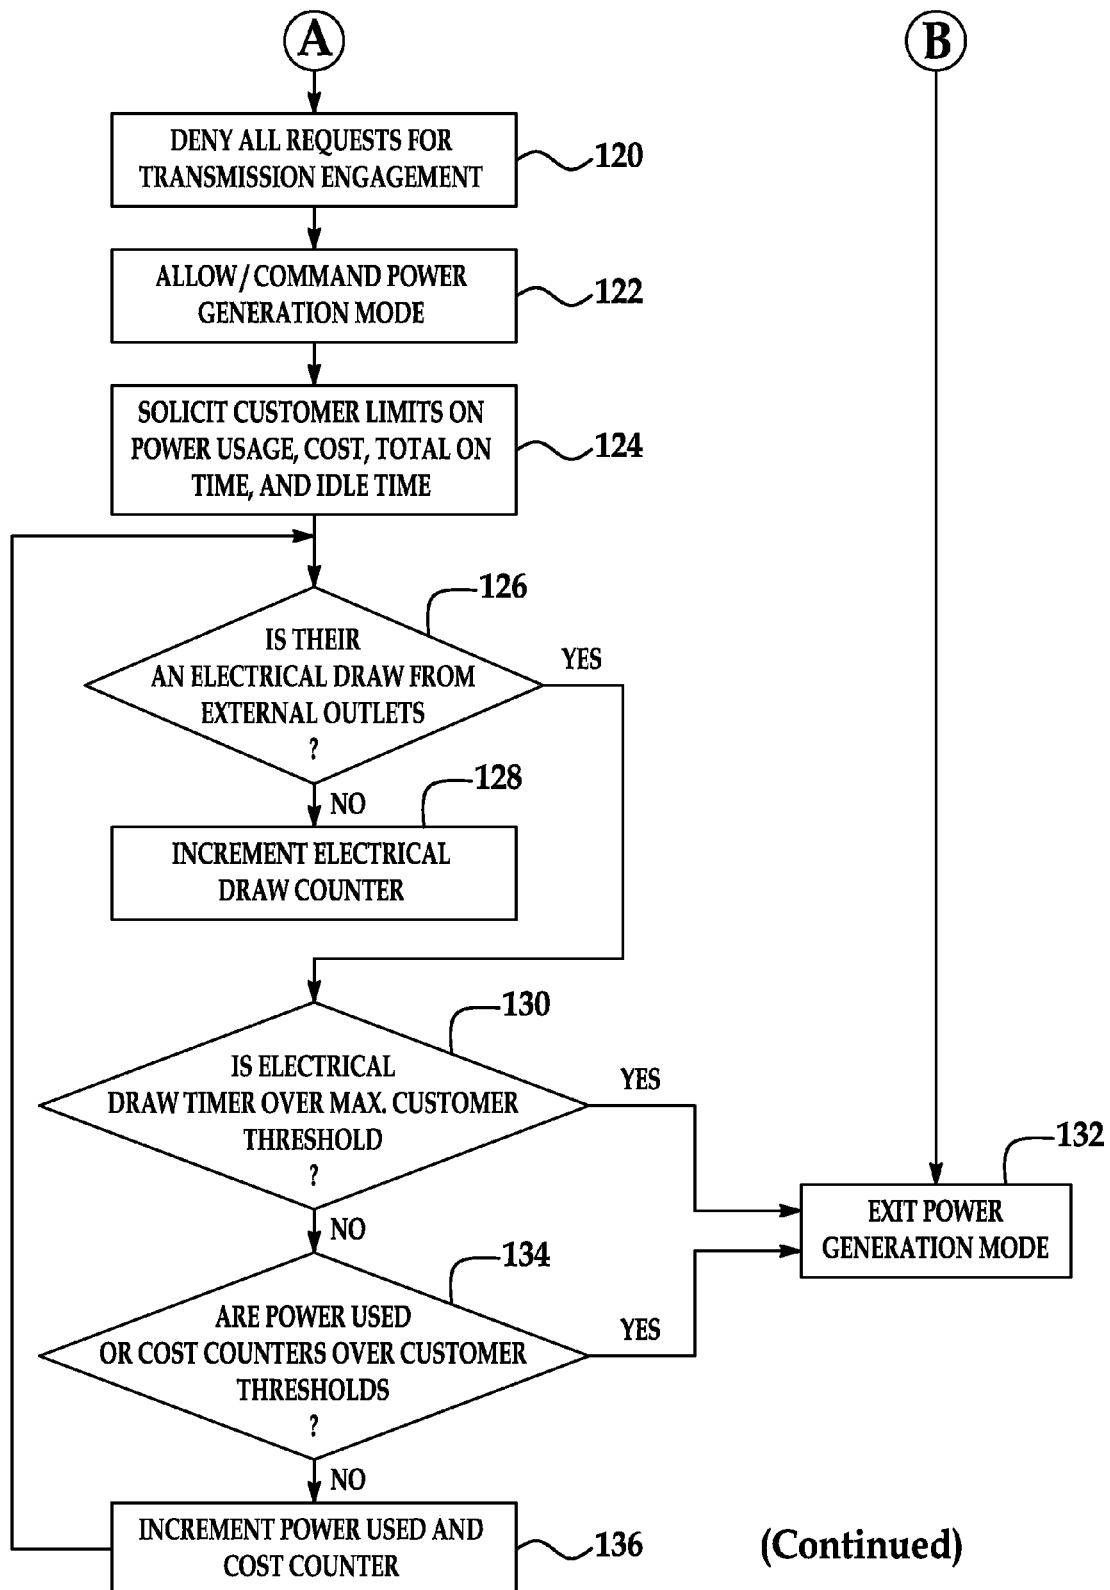 A
B
DENY ALL REQUESTS FOR
TRANSMISSION ENGAGEMENT
120
ALLOW / COMMAND POWER
GENERATION MODE
122
SOLICIT CUSTOMER LIMITS ON
POWER USAGE, COST, TOTAL ON
TIME, AND IDLE TIME
124
126
IS THEIR
AN ELECTRICAL DRAW FROM
EXTERNAL OUTLETS
?
YES
NO
128
INCREMENT ELECTRICAL
DRAW COUNTER
130
IS ELECTRICAL
DRAW TIMER OVER MAX. CUSTOMER
THRESHOLD
?
YES
NO
132
EXIT POWER
GENERATION MODE
134
ARE POWER USED
OR COST COUNTERS OVER CUSTOMER
THRESHOLDS
?
YES
NO
INCREMENT POWER USED AND
COST COUNTER
136
(Continued)